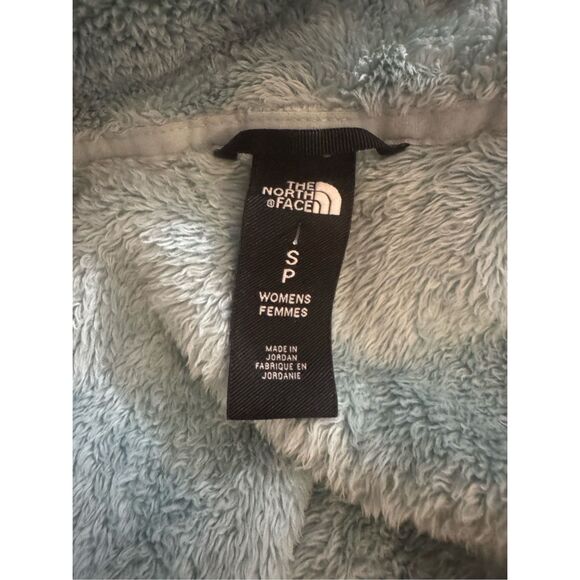 THE
NORTH
FACE
S
P
WOMENS
FEMMES
MADE IN
JORDAN
FABRIQUE EN
JORDANIE